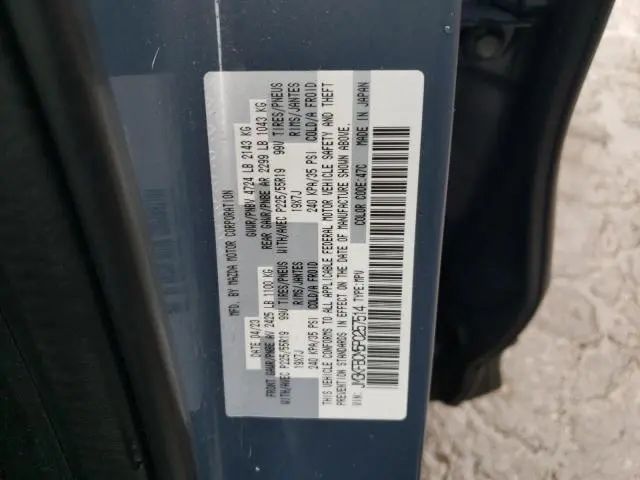 MFD. BY MAZDA MOTOR CORPORATION
DATE 04/23 GVWR/PNBV 4724 LB 2143 KG
FRONT GAWR/PNBE AV 2425 LB 1100 KG REAR GAWR/PNBE AR 2299 LB 1043 KG
WITH/AVEC P225/55R19 99V TIRES/PNEUS WITH/AVEC P225/55R19 99V TIRES/PNEUS
19X7J RIMS/JANTES 19X7J RIMS/JANTES
240 KPA/35 PSI COLD/A FROID 240 KPA/35 PSI COLD/A FROID
THIS VEHICLE CONFORMS TO ALL APPLICABLE FEDERAL MOTOR VEHICLE SAFETY AND THEFT
PREVENTION STANDARDS IN EFFECT ON THE DATE OF MANUFACTURE SHOWN ABOVE.
VIN: TYPE:MPV COLOR CODE:47C MADE IN JAPAN